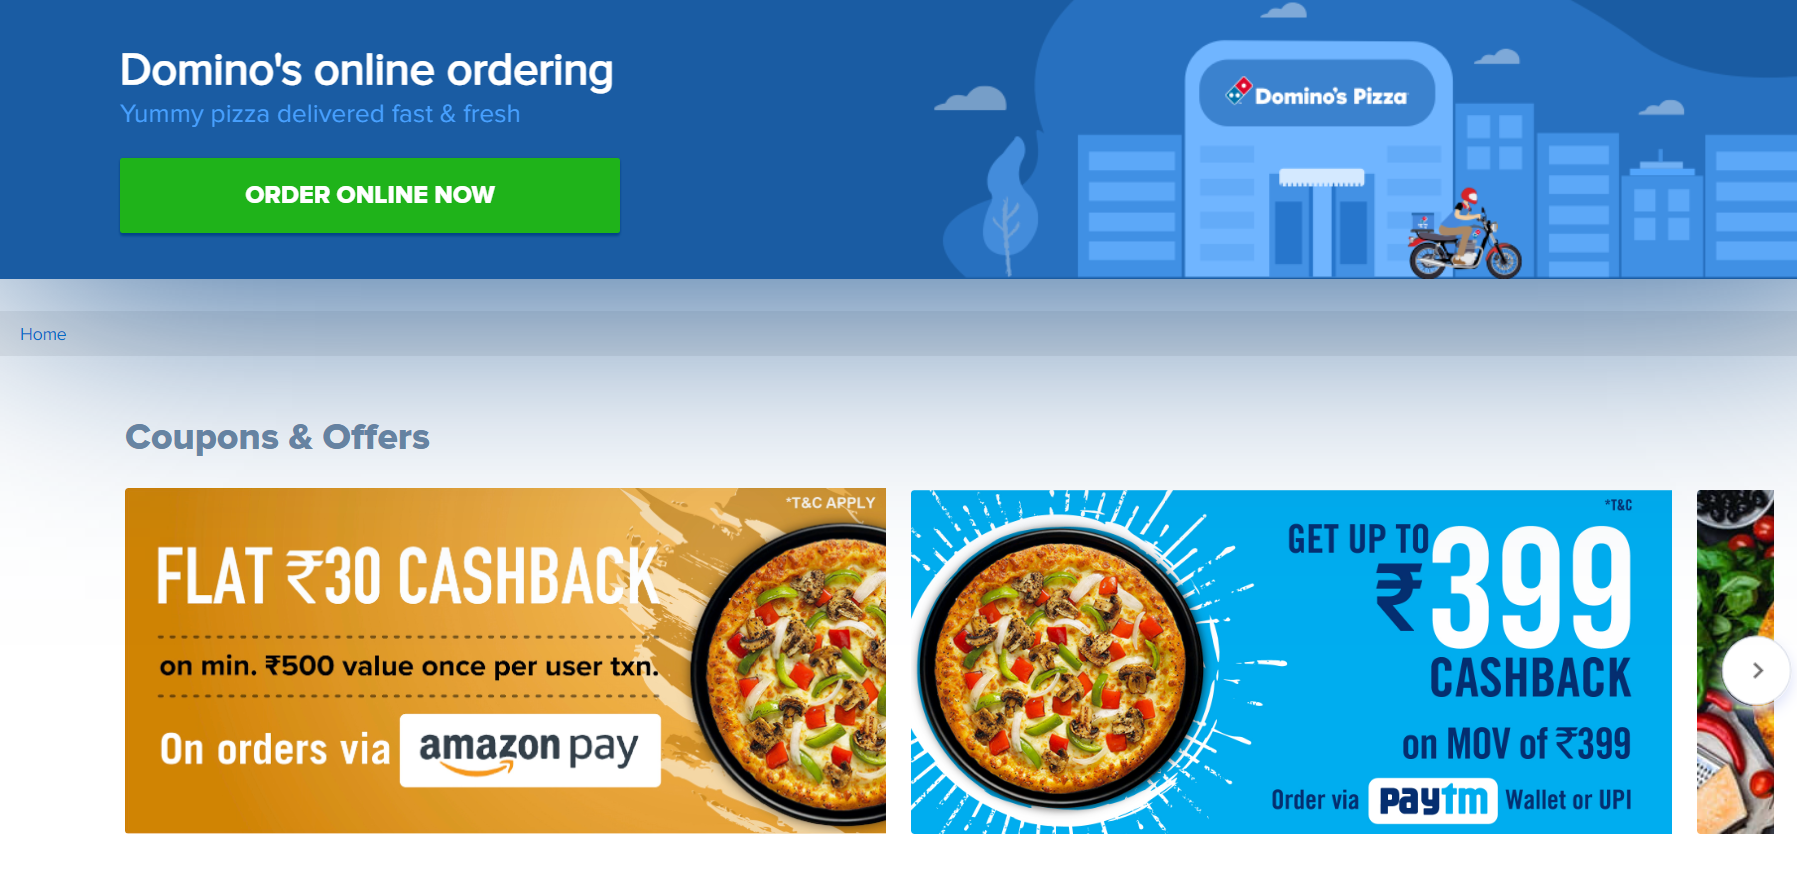 Domino's online ordering
Yummy pizza delivered fast & fresh
ORDER ONLINE NOW
Domino's Pizza
Home
Coupons & Offers
*T&C APPLY
FLAT ₹30 CASHBACK
on min. ₹500 value once per user txn.
On orders via amazon pay
*T&C
GET UP TO
₹399
CASHBACK
on MOV of ₹399
Order via paytm Wallet or UPI